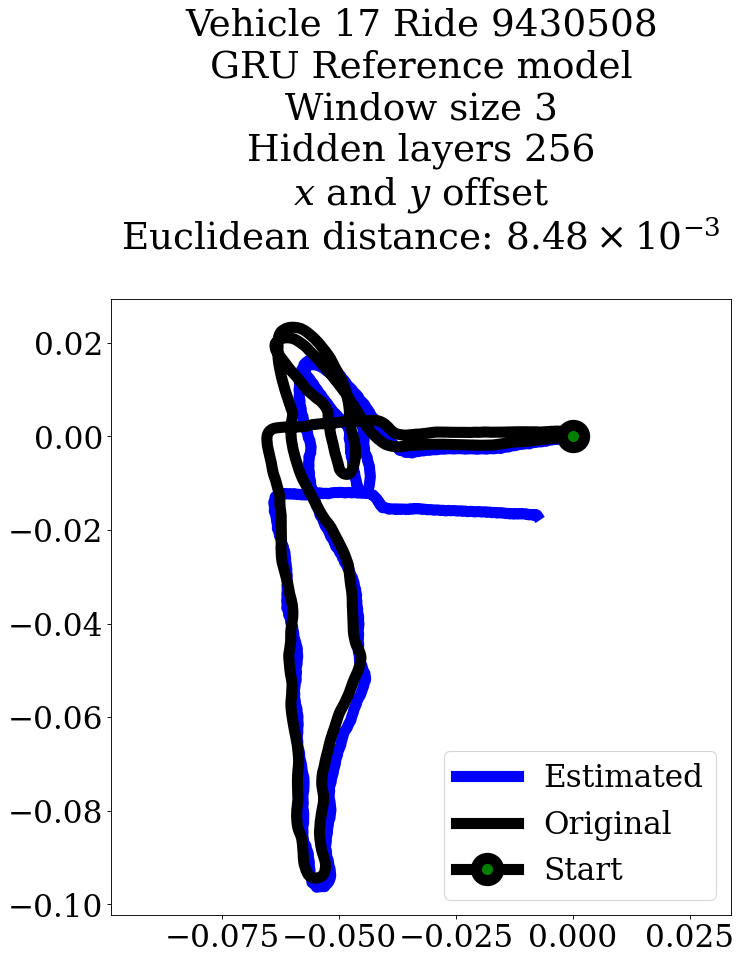 Vehicle 17 Ride 9430508
GRU Reference model
Window size 3
Hidden layers 256
x and y offset
Euclidean distance: 8.48 × 10⁻³
0.02
0.00
−0.02
−0.04
−0.06
−0.08
−0.10
Estimated
Original
Start
−0.075 −0.050 −0.025 0.000 0.025